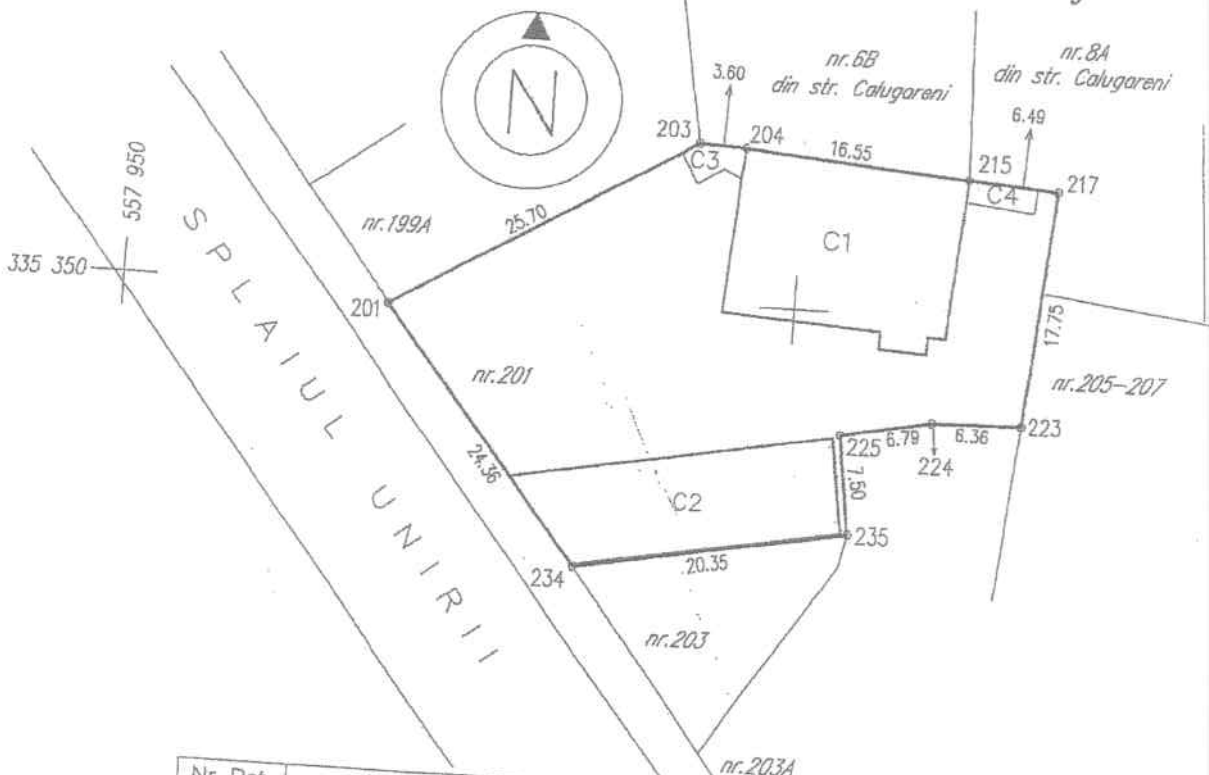 N
nr.6B
din str. Calugareni
nr.8A
din str. Calugareni
3.60
6.49
203
204
16.55
215
217
C3
C4
557 950
nr.199A
25.70
C1
335 350
SPLAIUL UNIRII
201
17.75
nr.201
nr.205-207
24.36
225
6.79
224
6.36
223
C2
7.50
235
234
20.35
nr.203
nr.203A